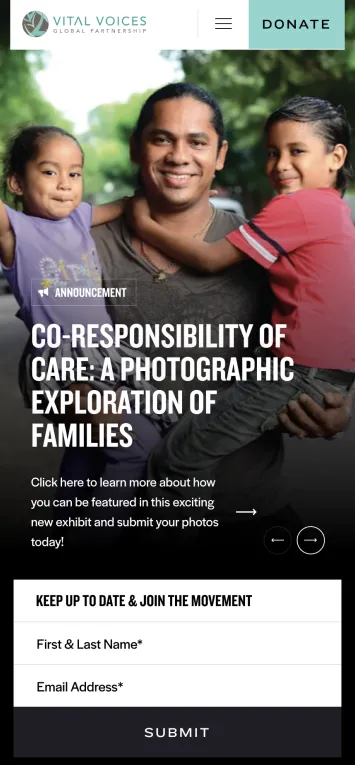 VITAL VOICES
GLOBAL PARTNERSHIP
DONATE
ANNOUNCEMENT
CO-RESPONSIBILITY OF
CARE: A PHOTOGRAPHIC
EXPLORATION OF
FAMILIES
Click here to learn more about how
you can be featured in this exciting
new exhibit and submit your photos
today!
KEEP UP TO DATE & JOIN THE MOVEMENT
First & Last Name*
Email Address*
SUBMIT